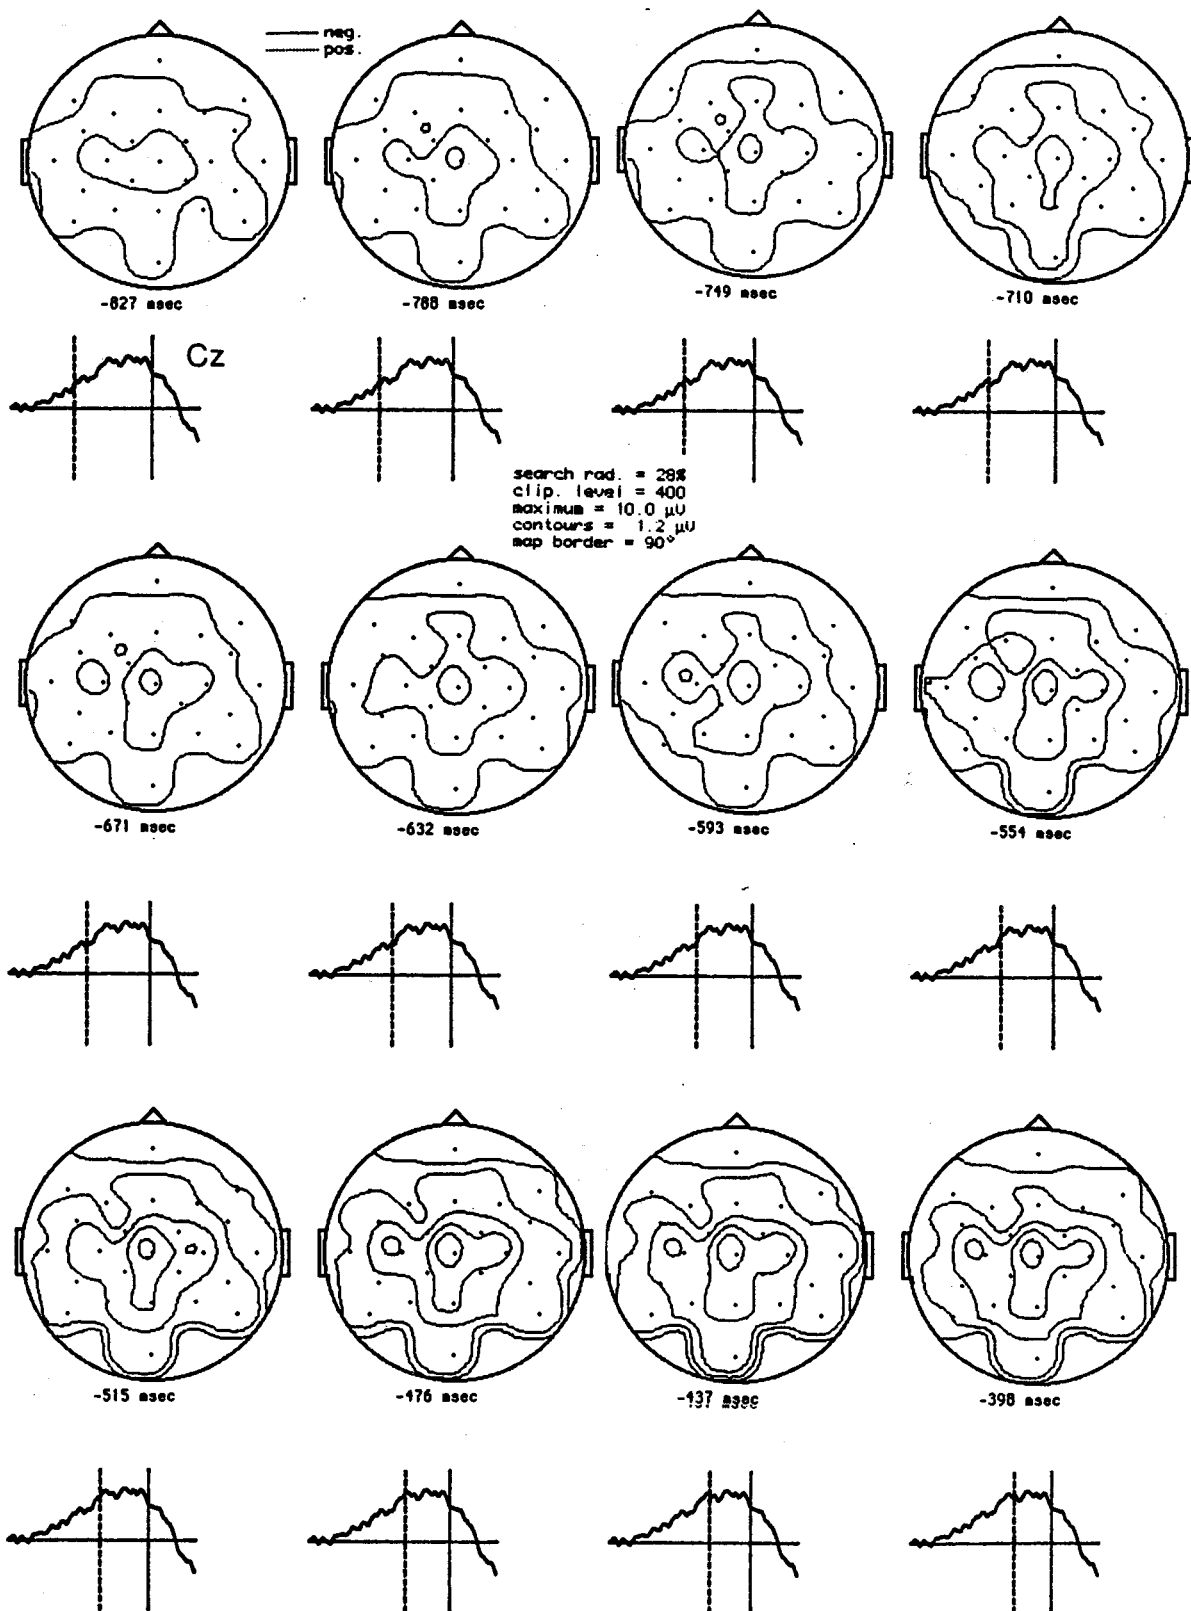 neg.
pos.
-827 msec
-788 msec
-749 msec
-710 msec
Cz
search rad. = 28%
clip. level = 400
maximum = 10.0 µU
contours = 1.2 µU
map border = 90°
-671 msec
-632 msec
-593 msec
-554 msec
-515 msec
-476 msec
-437 msec
-398 msec